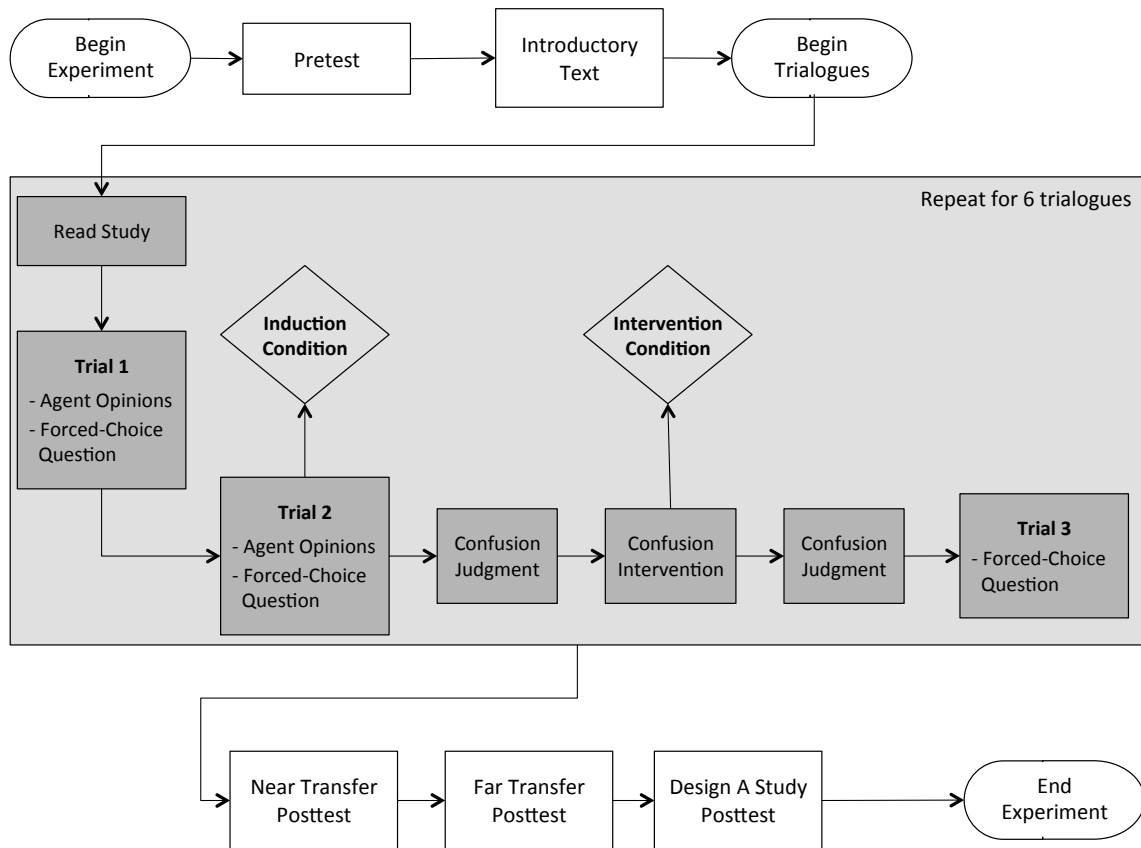 Begin
Experiment
Pretest
Introductory
Text
Begin
Trialogues
Repeat for 6 trialogues
Read Study
Trial 1
- Agent Opinions
- Forced-Choice
Question
Induction
Condition
Intervention
Condition
Trial 2
- Agent Opinions
- Forced-Choice
Question
Confusion
Judgment
Confusion
Intervention
Confusion
Judgment
Trial 3
- Forced-Choice
Question
Near Transfer
Posttest
Far Transfer
Posttest
Design A Study
Posttest
End
Experiment